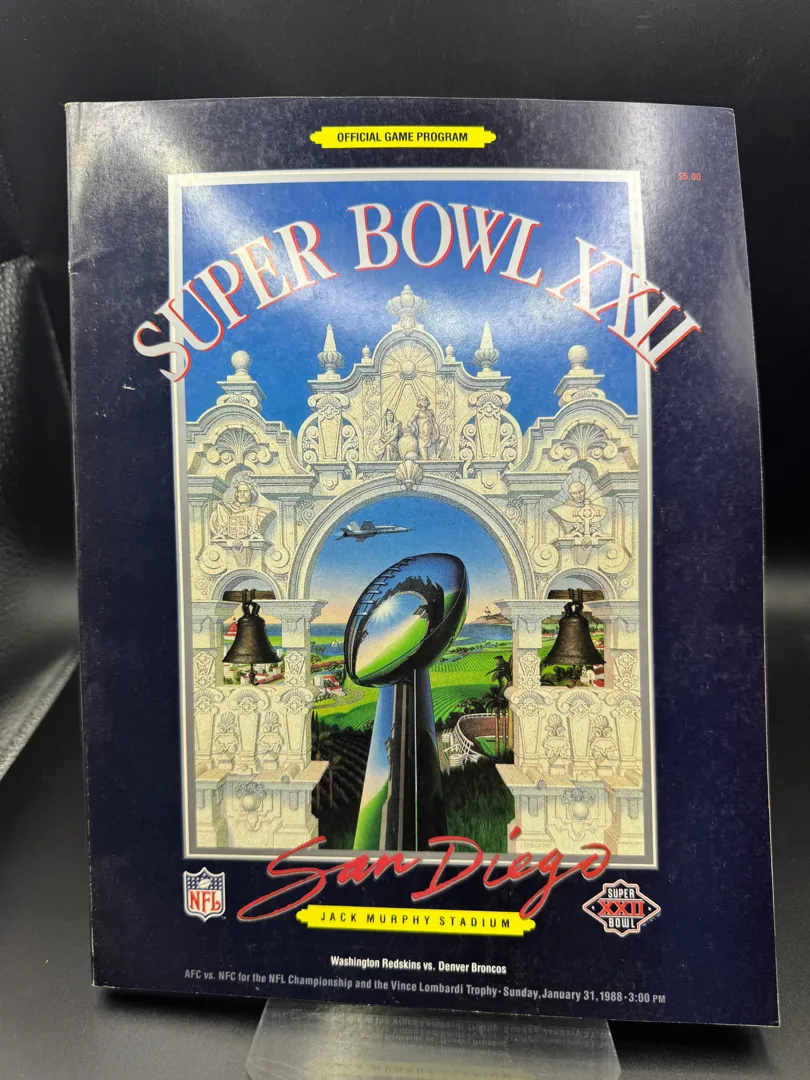 OFFICIAL GAME PROGRAM
$5.00
SUPER BOWL XXII
San Diego
NFL
JACK MURPHY STADIUM
SUPER
XXII
BOWL
Washington Redskins vs. Denver Broncos
AFC vs. NFC for the NFL Championship and the Vince Lombardi Trophy • Sunday, January 31, 1988 • 3:00 PM